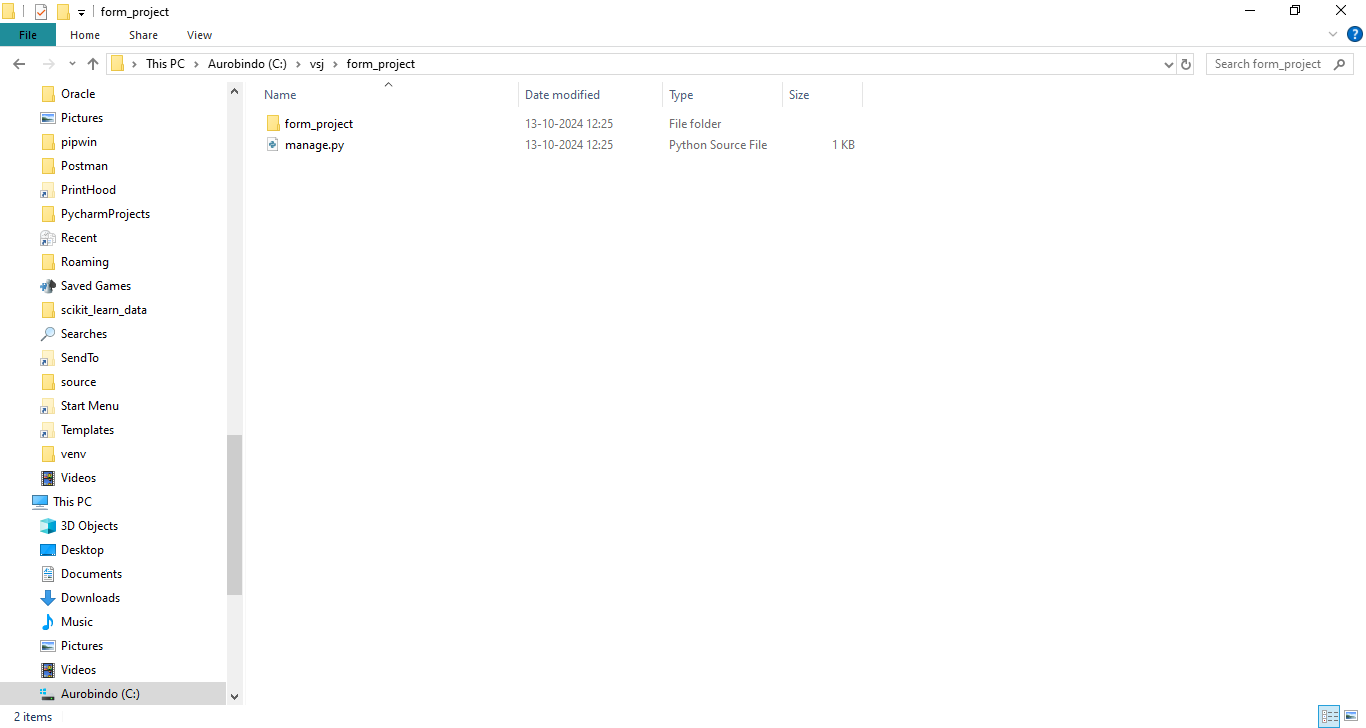 form_project
File Home Share View
This PC Aurobindo (C:) vsj form_project
Search form_project
Name Date modified Type Size
form_project 13-10-2024 12:25 File folder
manage.py 13-10-2024 12:25 Python Source File 1 KB
Oracle
Pictures
pipwin
Postman
PrintHood
PycharmProjects
Recent
Roaming
Saved Games
scikit_learn_data
Searches
SendTo
source
Start Menu
Templates
venv
Videos
This PC
3D Objects
Desktop
Documents
Downloads
Music
Pictures
Videos
Aurobindo (C:)
2 items